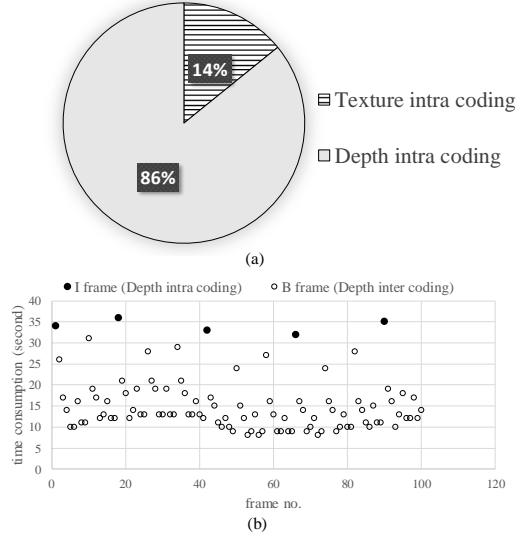 14%
Texture intra coding
86%
Depth intra coding
(a)
I frame (Depth intra coding) B frame (Depth inter coding)
time consumption (second)
40
35
30
25
20
15
10
5
0
0 20 40 60 80 100 120
frame no.
(b)